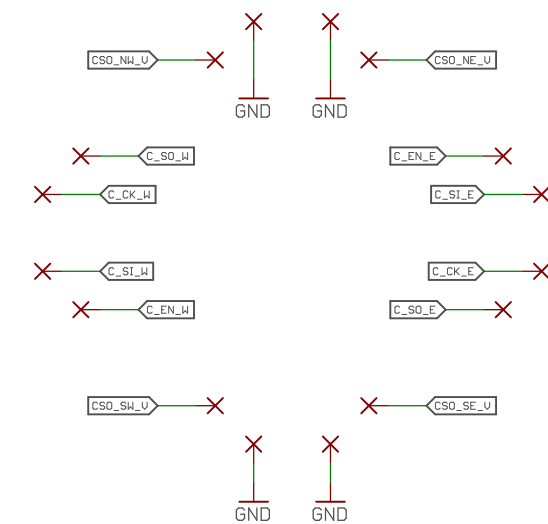 CSO_NW_V
CSO_NE_V
GND
GND
C_SO_W
C_EN_E
C_CK_W
C_SI_E
C_SI_W
C_CK_E
C_EN_W
C_SO_E
CSO_SW_V
CSO_SE_V
GND
GND